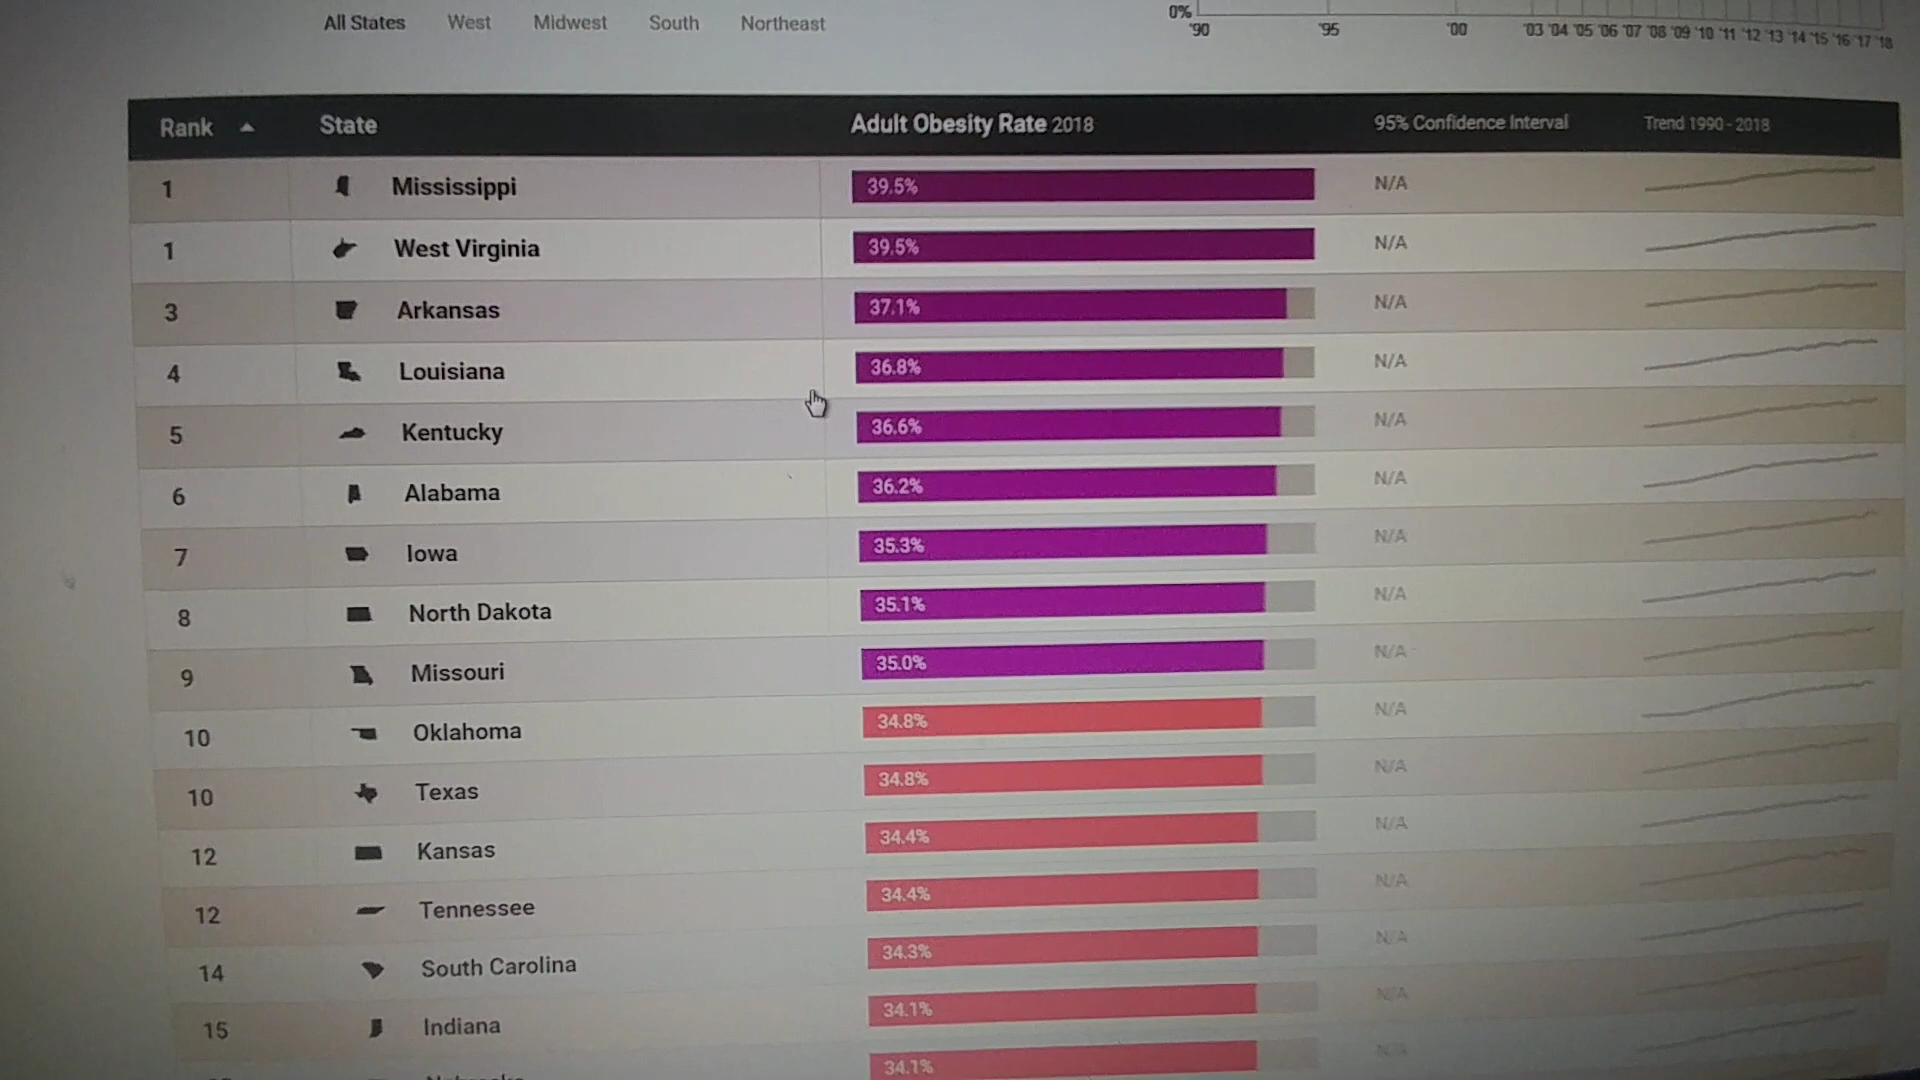 All States West Midwest South Northeast
0%
'90 '95 '00 '03 '04 '05 '06 '07 '08 '09 '10 '11 '12 '13 '14 '15 '16 '17 '18
Rank State Adult Obesity Rate 2018 95% Confidence Interval Trend 1990 - 2018
1 Mississippi 39.5% N/A
1 West Virginia 39.5% N/A
3 Arkansas 37.1% N/A
4 Louisiana 36.8% N/A
5 Kentucky 36.6% N/A
6 Alabama 36.2% N/A
7 Iowa 35.3% N/A
8 North Dakota 35.1% N/A
9 Missouri 35.0% N/A
10 Oklahoma 34.8% N/A
10 Texas 34.8% N/A
12 Kansas 34.4% N/A
12 Tennessee 34.4% N/A
14 South Carolina 34.3% N/A
15 Indiana 34.1% N/A
34.1% N/A